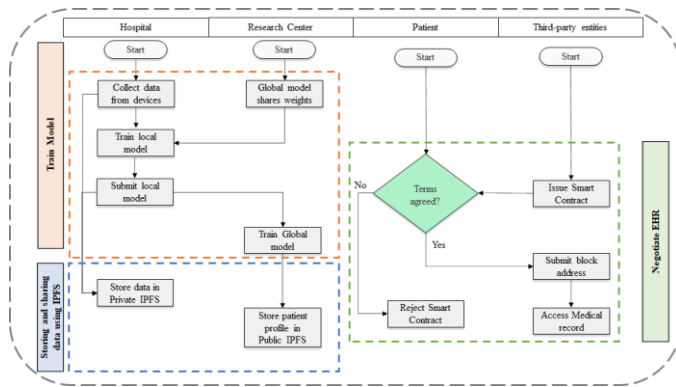 Hospital
Research Center
Patient
Third-party entities
Start
Start
Start
Start
Train Model
Collect data
from devices
Global model
shares weights
Train local
model
Submit local
model
Train Global
model
No
Terms
agreed?
Yes
Issue Smart
Contract
Submit block
address
Negotiate EHR
Storing and sharing
data using IPFS
Store data in
Private IPFS
Store patient
profile in
Public IPFS
Reject Smart
Contract
Access Medical
record